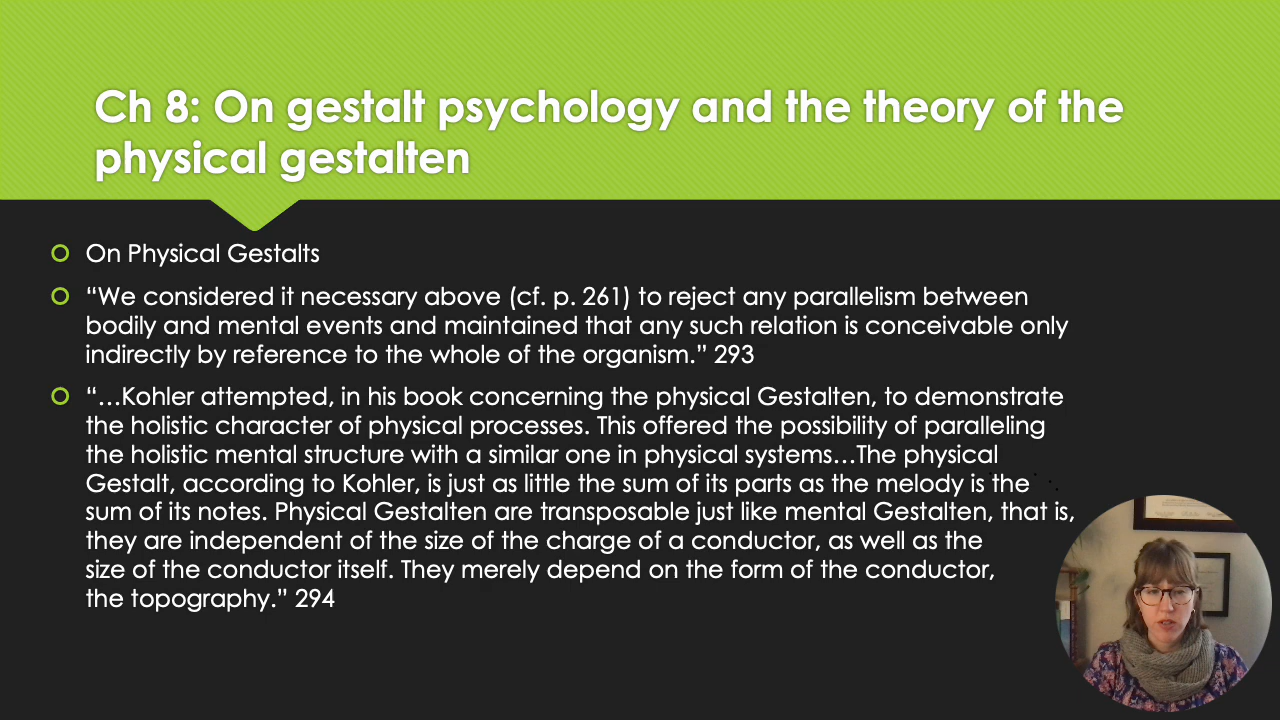 Ch 8: On gestalt psychology and the theory of the
physical gestalten
On Physical Gestalts
“We considered it necessary above (cf. p. 261) to reject any parallelism between
bodily and mental events and maintained that any such relation is conceivable only
indirectly by reference to the whole of the organism.” 293
“…Kohler attempted, in his book concerning the physical Gestalten, to demonstrate
the holistic character of physical processes. This offered the possibility of paralleling
the holistic mental structure with a similar one in physical systems…The physical
Gestalt, according to Kohler, is just as little the sum of its parts as the melody is the
sum of its notes. Physical Gestalten are transposable just like mental Gestalten, that is,
they are independent of the size of the charge of a conductor, as well as the
size of the conductor itself. They merely depend on the form of the conductor,
the topography.” 294